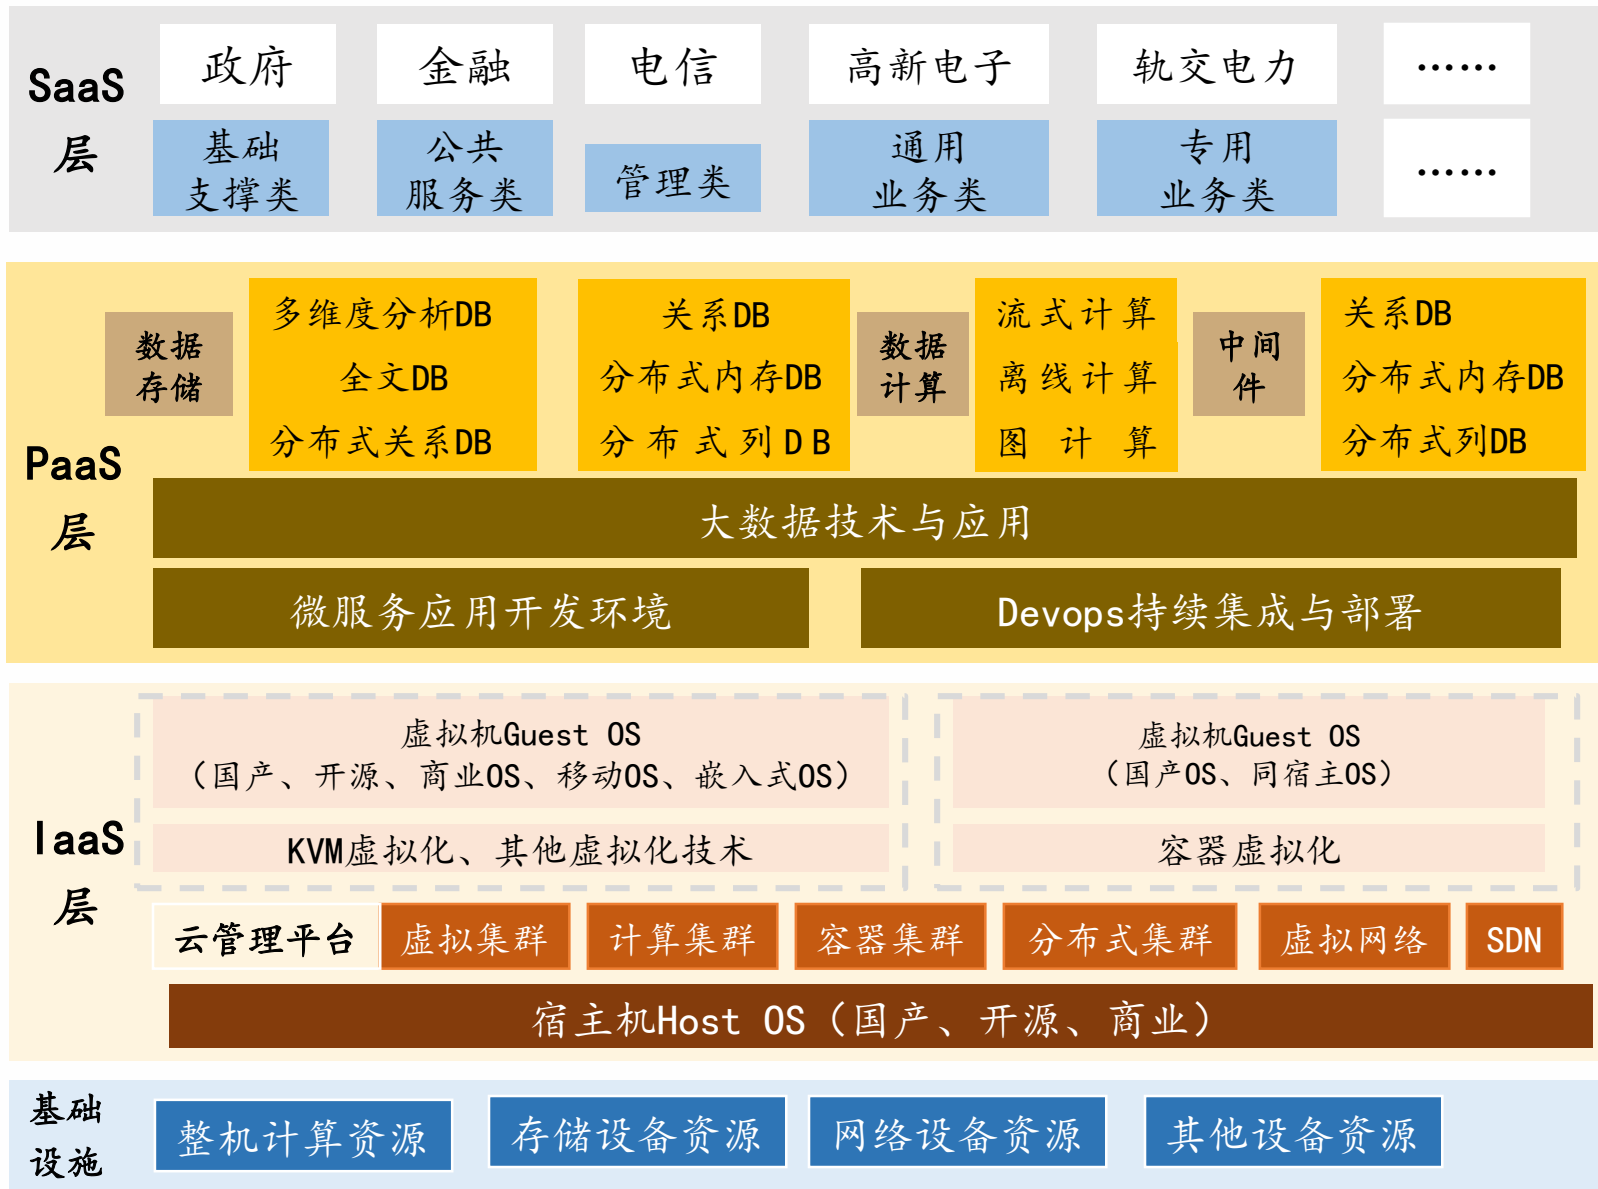 SaaS
层
政府
金融
电信
高新电子
轨交电力
……
基础
支撑类
公共
服务类
管理类
通用
业务类
专用
业务类
……
PaaS
层
数据
存储
多维度分析DB
全文DB
分布式关系DB
关系DB
分布式内存DB
分布式列DB
数据
计算
流式计算
离线计算
图计算
中间
件
关系DB
分布式内存DB
分布式列DB
大数据技术与应用
微服务应用开发环境
Devops持续集成与部署
IaaS
层
虚拟机Guest OS
（国产、开源、商业OS、移动OS、嵌入式OS）
KVM虚拟化、其他虚拟化技术
虚拟机Guest OS
（国产OS、同宿主OS）
容器虚拟化
云管理平台
虚拟集群
计算集群
容器集群
分布式集群
虚拟网络
SDN
宿主机Host OS（国产、开源、商业）
基础
设施
整机计算资源
存储设备资源
网络设备资源
其他设备资源